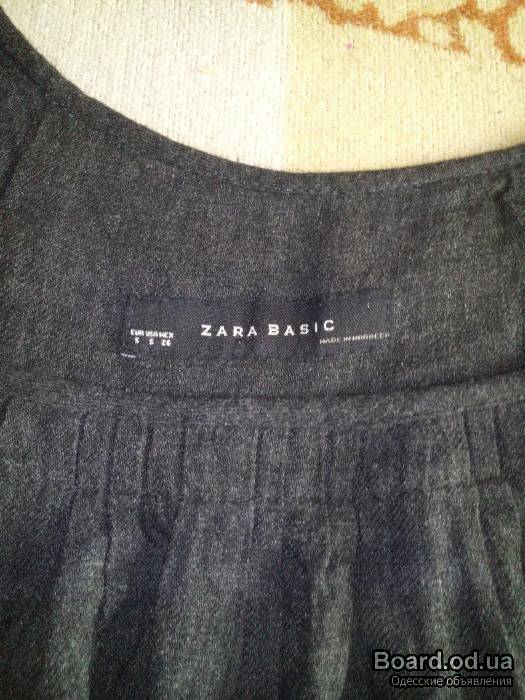 EUR USA MEX
S S 26
ZARA BASIC
MADE IN MOROCCO
Board.od.ua
Одесские объявления